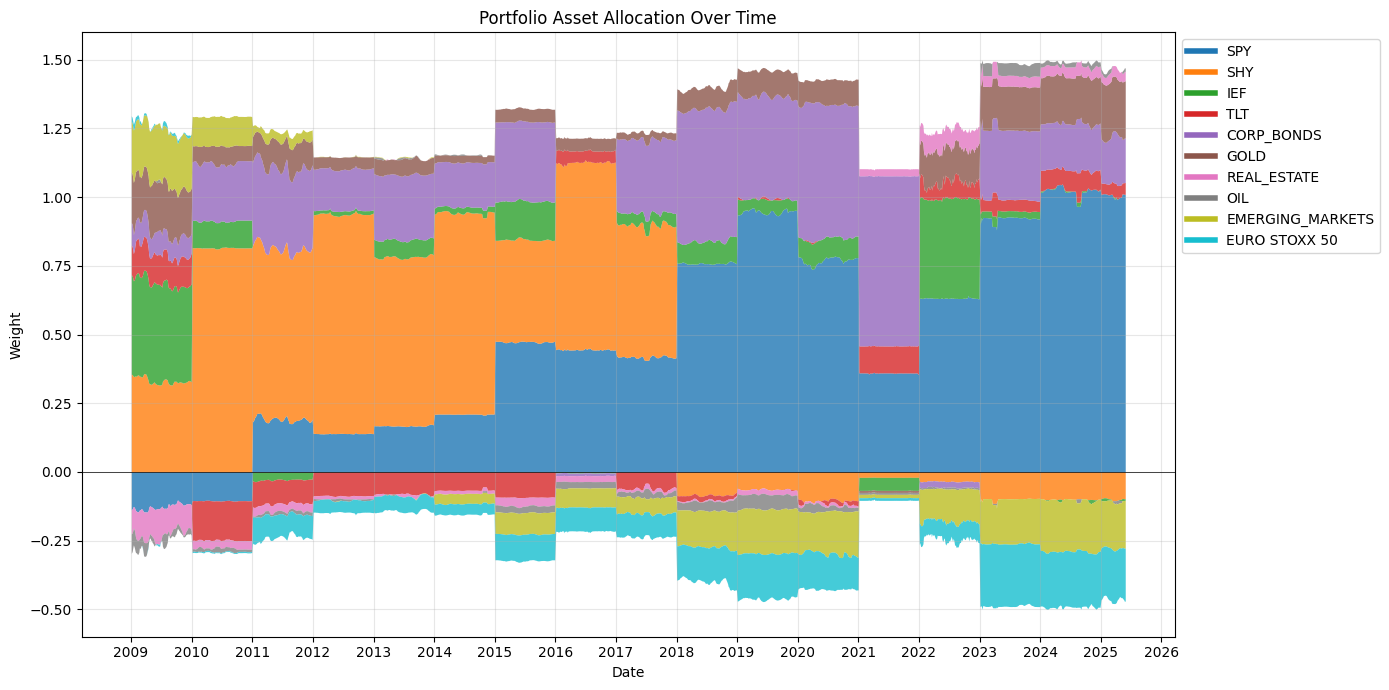 Portfolio Asset Allocation Over Time
Weight
1.50
1.25
1.00
0.75
0.50
0.25
0.00
−0.25
−0.50
2009 2010 2011 2012 2013 2014 2015 2016 2017 2018 2019 2020 2021 2022 2023 2024 2025 2026
Date
SPY
SHY
IEF
TLT
CORP_BONDS
GOLD
REAL_ESTATE
OIL
EMERGING_MARKETS
EURO STOXX 50